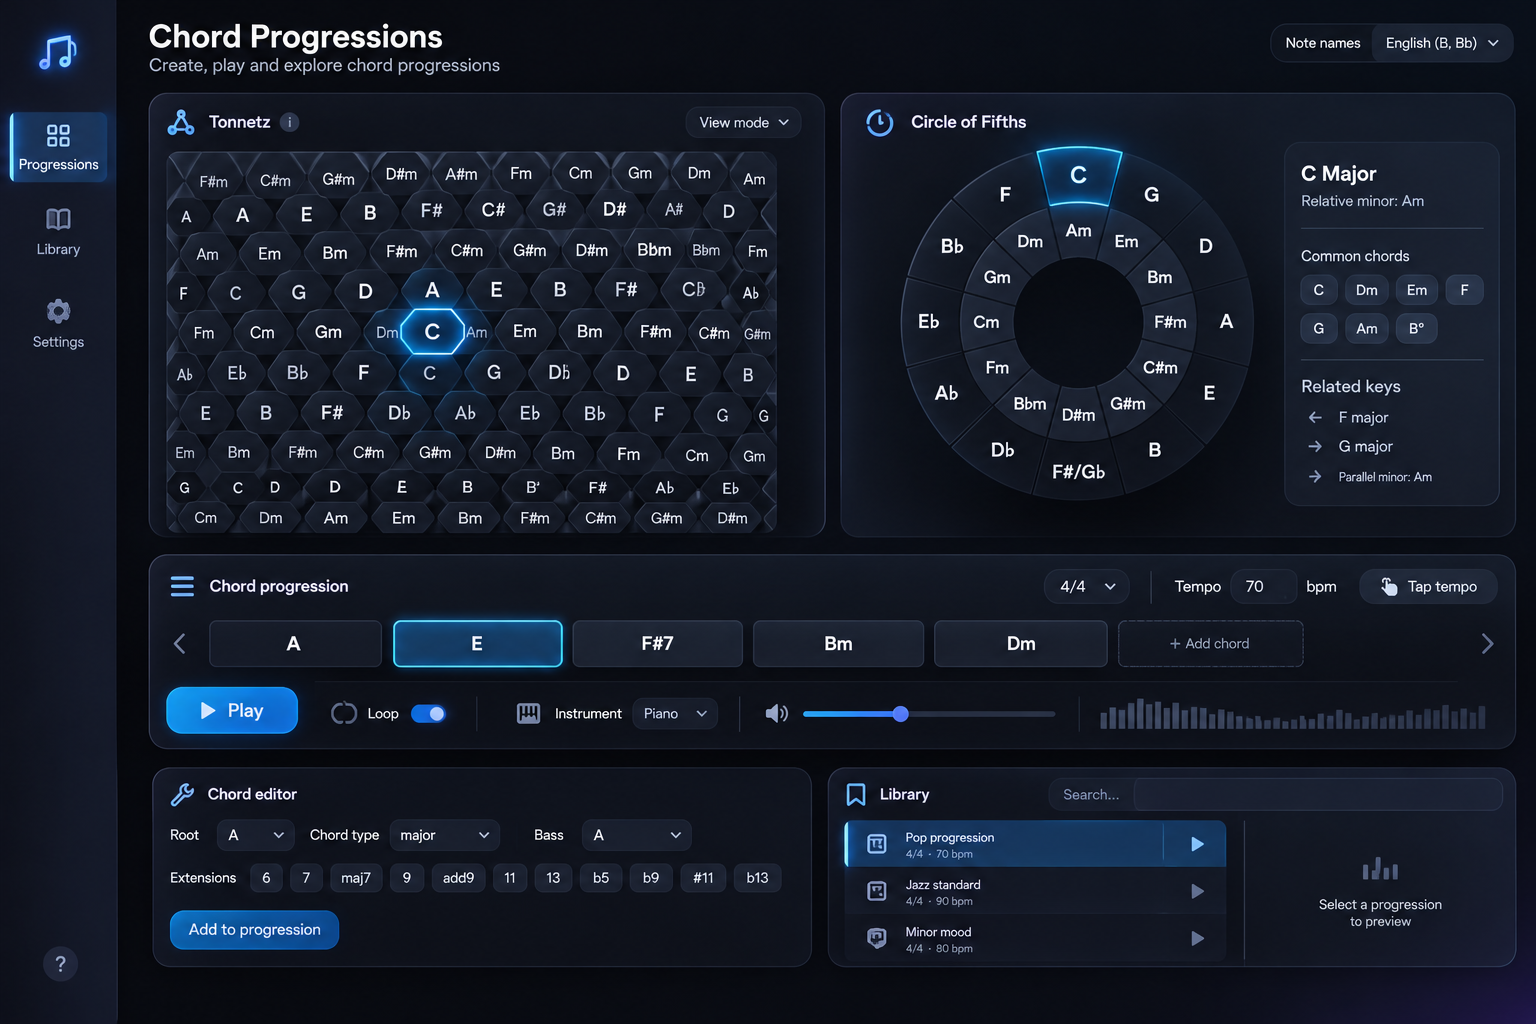 Chord Progressions
Create, play and explore chord progressions
Note names English (B, Bb)
Progressions
Library
Settings
?
Tonnetz i View mode
F#m C#m G#m D#m A#m Fm Cm Gm Dm Am
A A E B F# C# G# D# A# D
Am Em Bm F#m C#m G#m D#m Bbm Bbm Fm
F C G D A E B F# Ab
Fm Cm Gm Dm C Am Em Bm F#m C#m G#m
Ab Eb Bb F C G D E B
E B F# Db Ab Eb Bb F G G
Em Bm F#m C#m G#m D#m Bm Fm Cm Gm
G C D D E B F# Ab Eb
Cm Dm Am Em Bm F#m C#m G#m D#m
Circle of Fifths
C
F G
Am
Dm Em
Bb D
Gm Bm
Eb Cm F#m A
Fm C#m
Ab E
Bbm G#m
D#m
Db B
F#/Gb
C Major
Relative minor: Am
Common chords
C Dm Em F
G Am B°
Related keys
← F major
→ G major
→ Parallel minor: Am
Chord progression 4/4 Tempo 70 bpm Tap tempo
A E F#7 Bm Dm + Add chord
Play Loop Instrument Piano
Chord editor
Root A Chord type major Bass A
Extensions 6 7 maj7 9 add9 11 13 b5 b9 #11 b13
Add to progression
Library Search...
Pop progression
4/4 • 70 bpm
Jazz standard
4/4 • 90 bpm
Minor mood
4/4 • 80 bpm
Select a progression
to preview